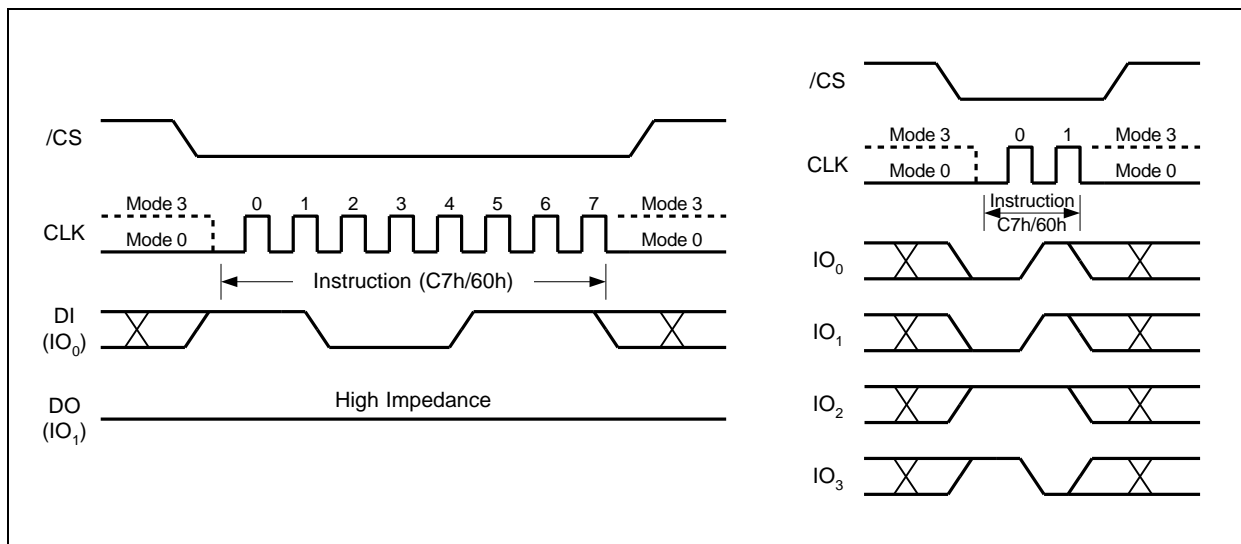 /CS
Mode 3 0 1 2 3 4 5 6 7 Mode 3
CLK
Mode 0 Mode 0
Instruction (C7h/60h)
DI
(IO₀)
High Impedance
DO
(IO₁)
/CS
Mode 3 0 1 Mode 3
CLK
Mode 0 Mode 0
Instruction
C7h/60h
IO₀
IO₁
IO₂
IO₃